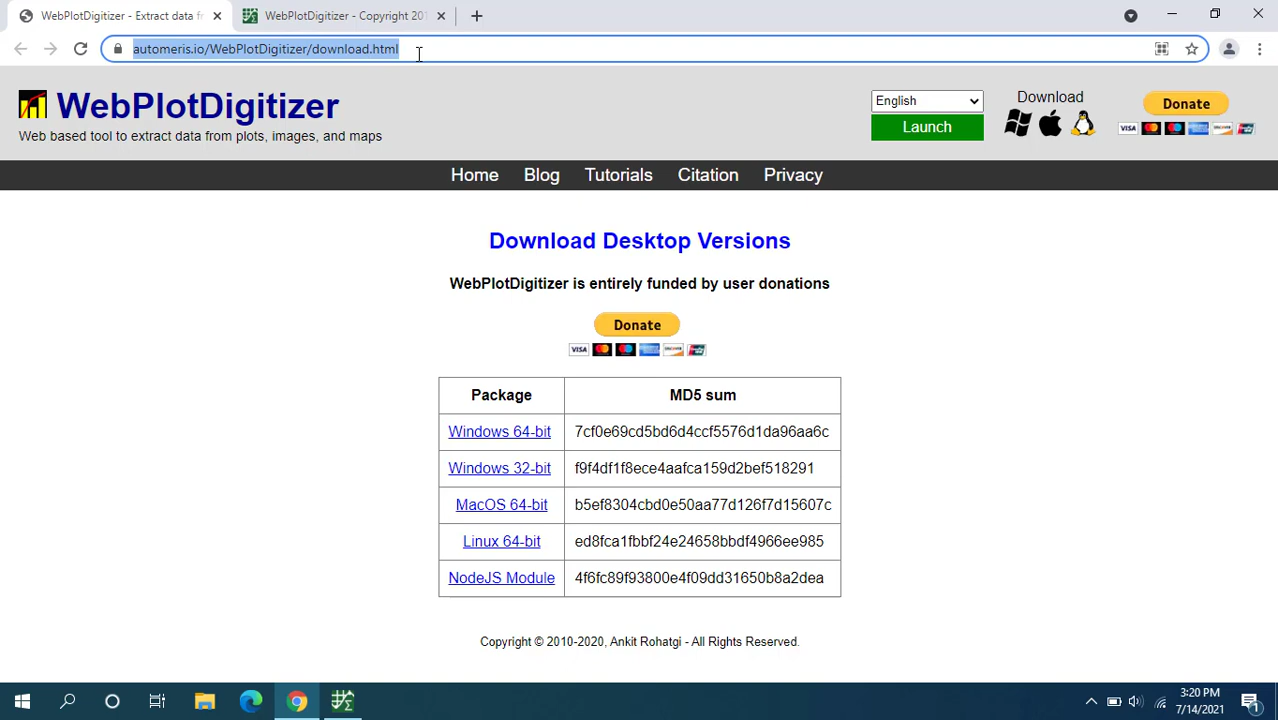 WebPlotDigitizer - Extract data fr
WebPlotDigitizer - Copyright 201
automeris.io/WebPlotDigitizer/download.html
WebPlotDigitizer
Web based tool to extract data from plots, images, and maps
English
Launch
Download
Donate
VISA
Home Blog Tutorials Citation Privacy
Download Desktop Versions
WebPlotDigitizer is entirely funded by user donations
Donate
VISA
Package MD5 sum
Windows 64-bit 7cf0e69cd5bd6d4ccf5576d1da96aa6c
Windows 32-bit f9f4df1f8ece4aafca159d2bef518291
MacOS 64-bit b5ef8304cbd0e50aa77d126f7d15607c
Linux 64-bit ed8fca1fbbf24e24658bbdf4966ee985
NodeJS Module 4f6fc89f93800e4f09dd31650b8a2dea
Copyright © 2010-2020, Ankit Rohatgi - All Rights Reserved.
3:20 PM
7/14/2021
1